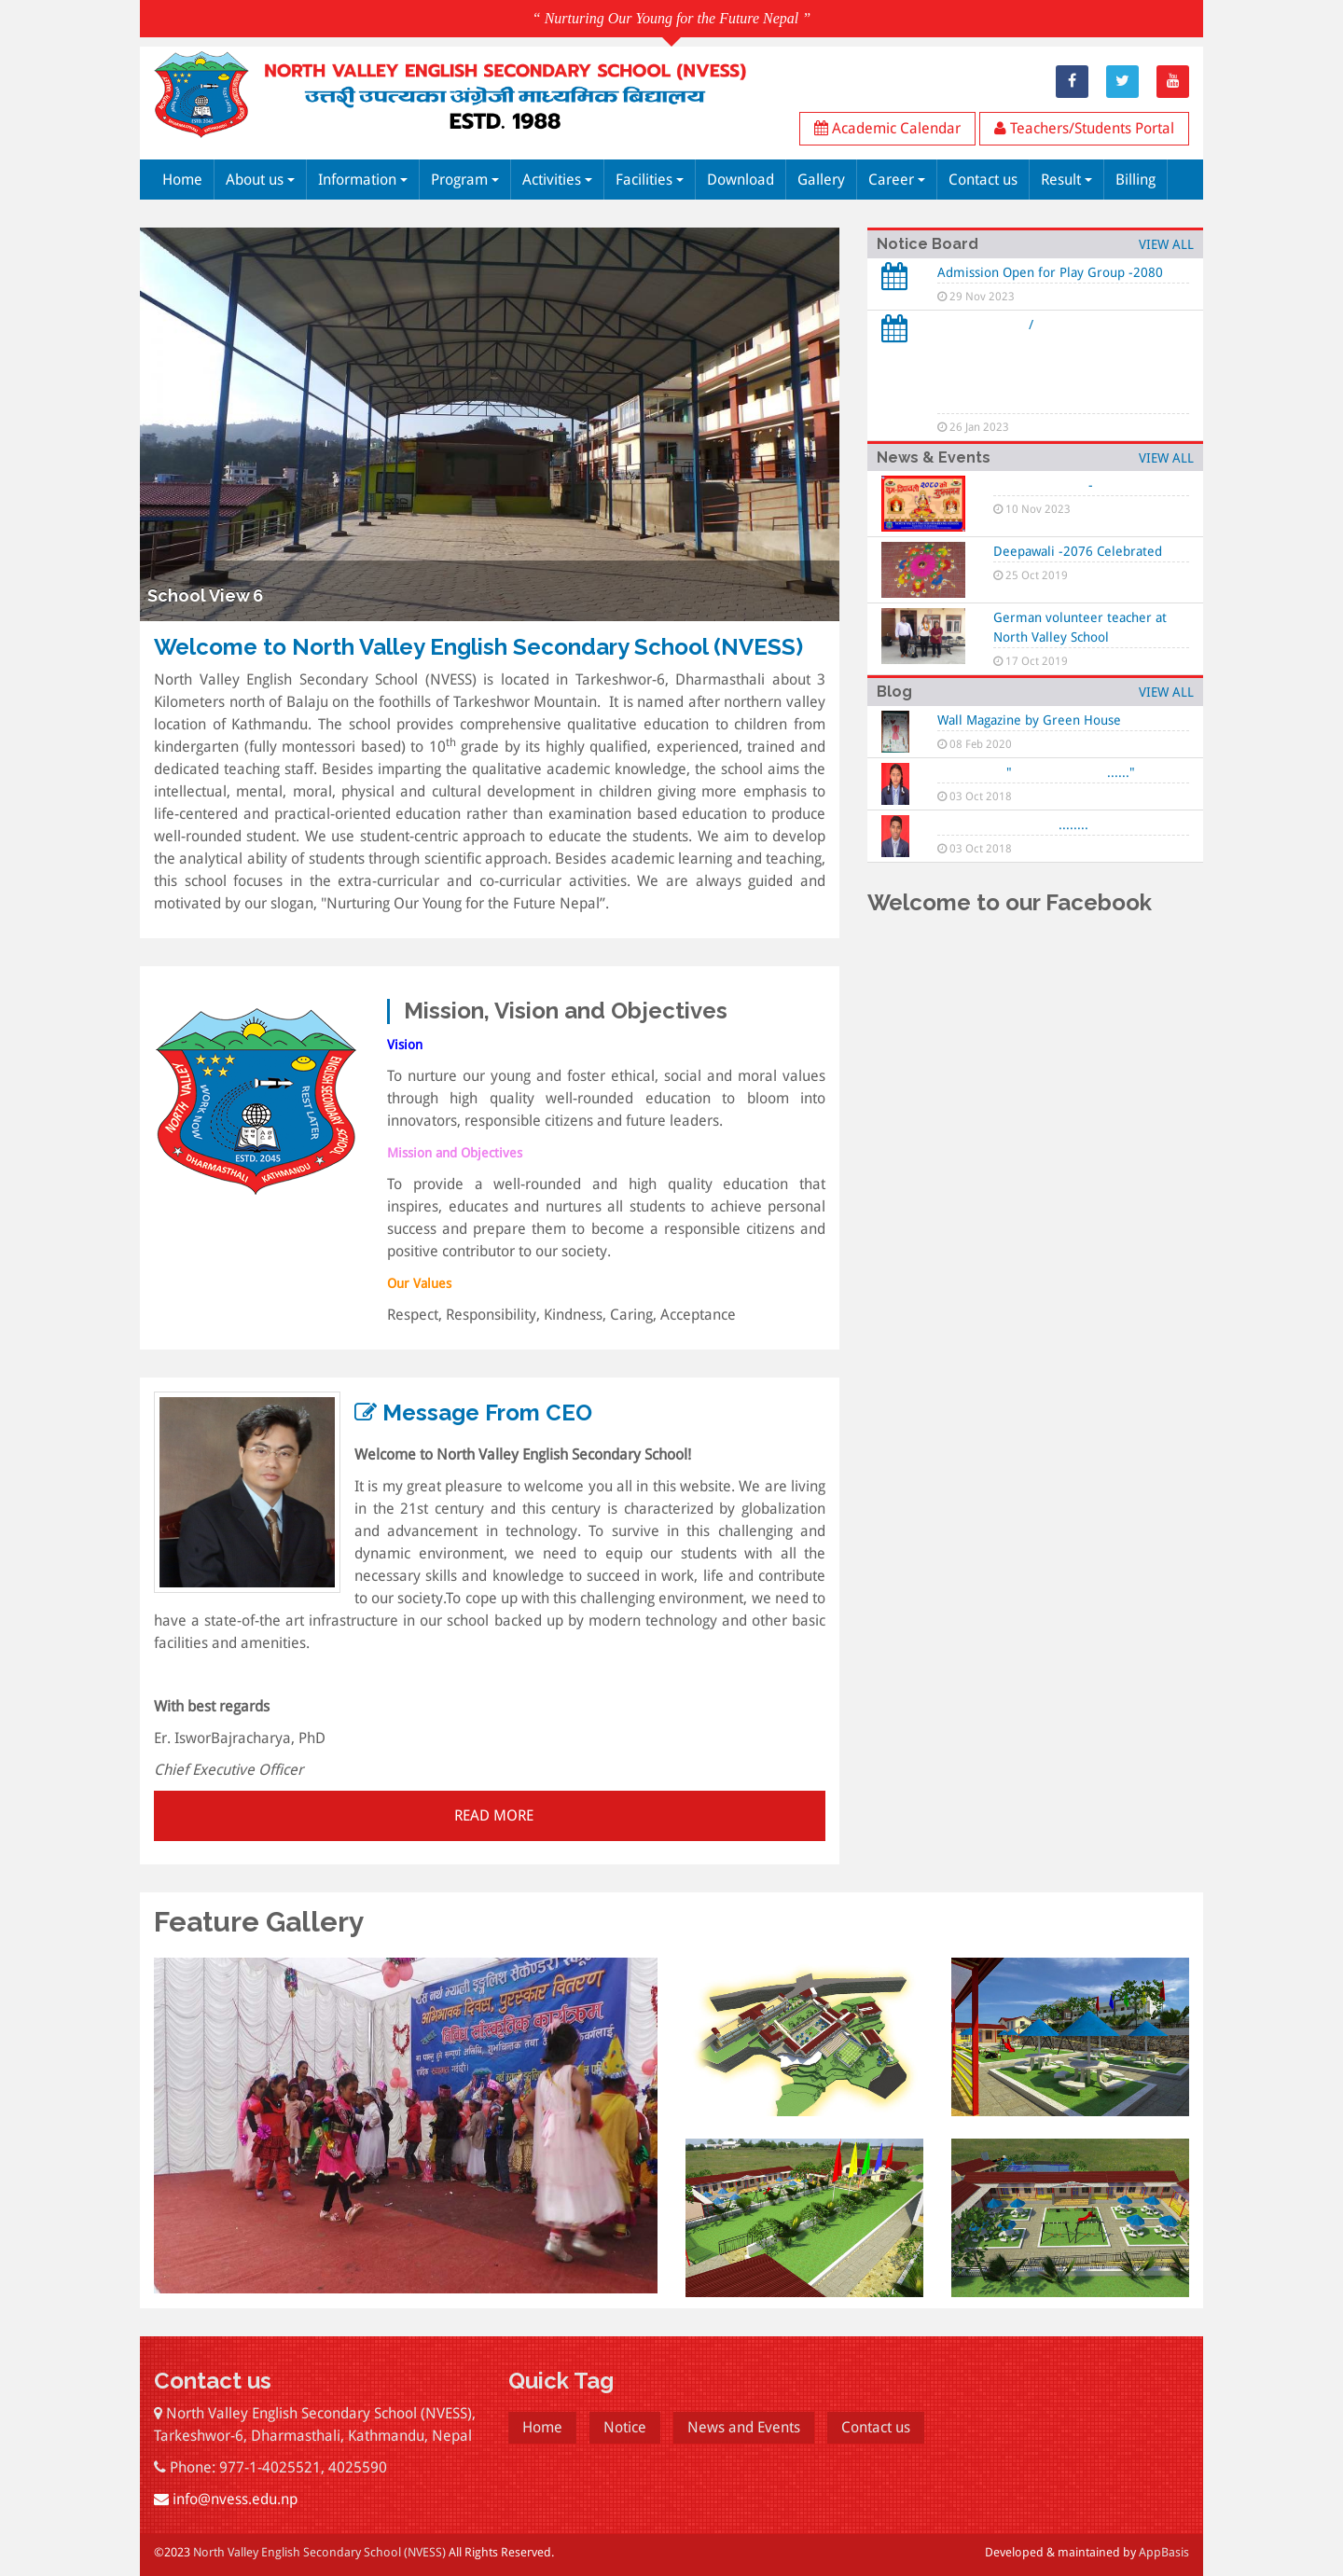 “ Nurturing Our Young for the Future Nepal ”
NORTH VALLEY ENGLISH SECONDARY SCHOOL (NVESS)
उत्तरी उपत्यका अंग्रेजी माध्यमिक बिद्यालय
ESTD. 1988
Academic Calendar
Teachers/Students Portal
Home
About us
Information
Program
Activities
Facilities
Download
Gallery
Career
Contact us
Result
Billing
School View 6
Welcome to North Valley English Secondary School (NVESS)
North Valley English Secondary School (NVESS) is located in Tarkeshwor-6, Dharmasthali about 3
Kilometers north of Balaju on the foothills of Tarkeshwor Mountain. It is named after northern valley
location of Kathmandu. The school provides comprehensive qualitative education to children from
kindergarten (fully montessori based) to 10th grade by its highly qualified, experienced, trained and
dedicated teaching staff. Besides imparting the qualitative academic knowledge, the school aims the
intellectual, mental, moral, physical and cultural development in children giving more emphasis to
life-centered and practical-oriented education rather than examination based education to produce
well-rounded student. We use student-centric approach to educate the students. We aim to develop
the analytical ability of students through scientific approach. Besides academic learning and teaching,
this school focuses in the extra-curricular and co-curricular activities. We are always guided and
motivated by our slogan, "Nurturing Our Young for the Future Nepal”.
Notice Board
VIEW ALL
Admission Open for Play Group -2080
29 Nov 2023
/
26 Jan 2023
News & Events
VIEW ALL
-
10 Nov 2023
Deepawali -2076 Celebrated
25 Oct 2019
German volunteer teacher at
North Valley School
17 Oct 2019
Blog
VIEW ALL
Wall Magazine by Green House
08 Feb 2020
" ......"
03 Oct 2018
........
03 Oct 2018
Welcome to our Facebook
NORTH VALLEY
ENGLISH SECONDARY SCHOOL
WORK NOW
REST LATER
ESTD. 2045
DHARMASTHALI
KATHMANDU
Mission, Vision and Objectives
Vision
To nurture our young and foster ethical, social and moral values
through high quality well-rounded education to bloom into
innovators, responsible citizens and future leaders.
Mission and Objectives
To provide a well-rounded and high quality education that
inspires, educates and nurtures all students to achieve personal
success and prepare them to become a responsible citizens and
positive contributor to our society.
Our Values
Respect, Responsibility, Kindness, Caring, Acceptance
Message From CEO
Welcome to North Valley English Secondary School!
It is my great pleasure to welcome you all in this website. We are living
in the 21st century and this century is characterized by globalization
and advancement in technology. To survive in this challenging and
dynamic environment, we need to equip our students with all the
necessary skills and knowledge to succeed in work, life and contribute
to our society.To cope up with this challenging environment, we need to
have a state-of-the art infrastructure in our school backed up by modern technology and other basic
facilities and amenities.
With best regards
Er. IsworBajracharya, PhD
Chief Executive Officer
READ MORE
Feature Gallery
अभिभावक दिवस, पुरस्कार वितरण
Contact us
North Valley English Secondary School (NVESS),
Tarkeshwor-6, Dharmasthali, Kathmandu, Nepal
Phone: 977-1-4025521, 4025590
info@nvess.edu.np
Quick Tag
Home
Notice
News and Events
Contact us
©2023 North Valley English Secondary School (NVESS) All Rights Reserved.
Developed & maintained by AppBasis